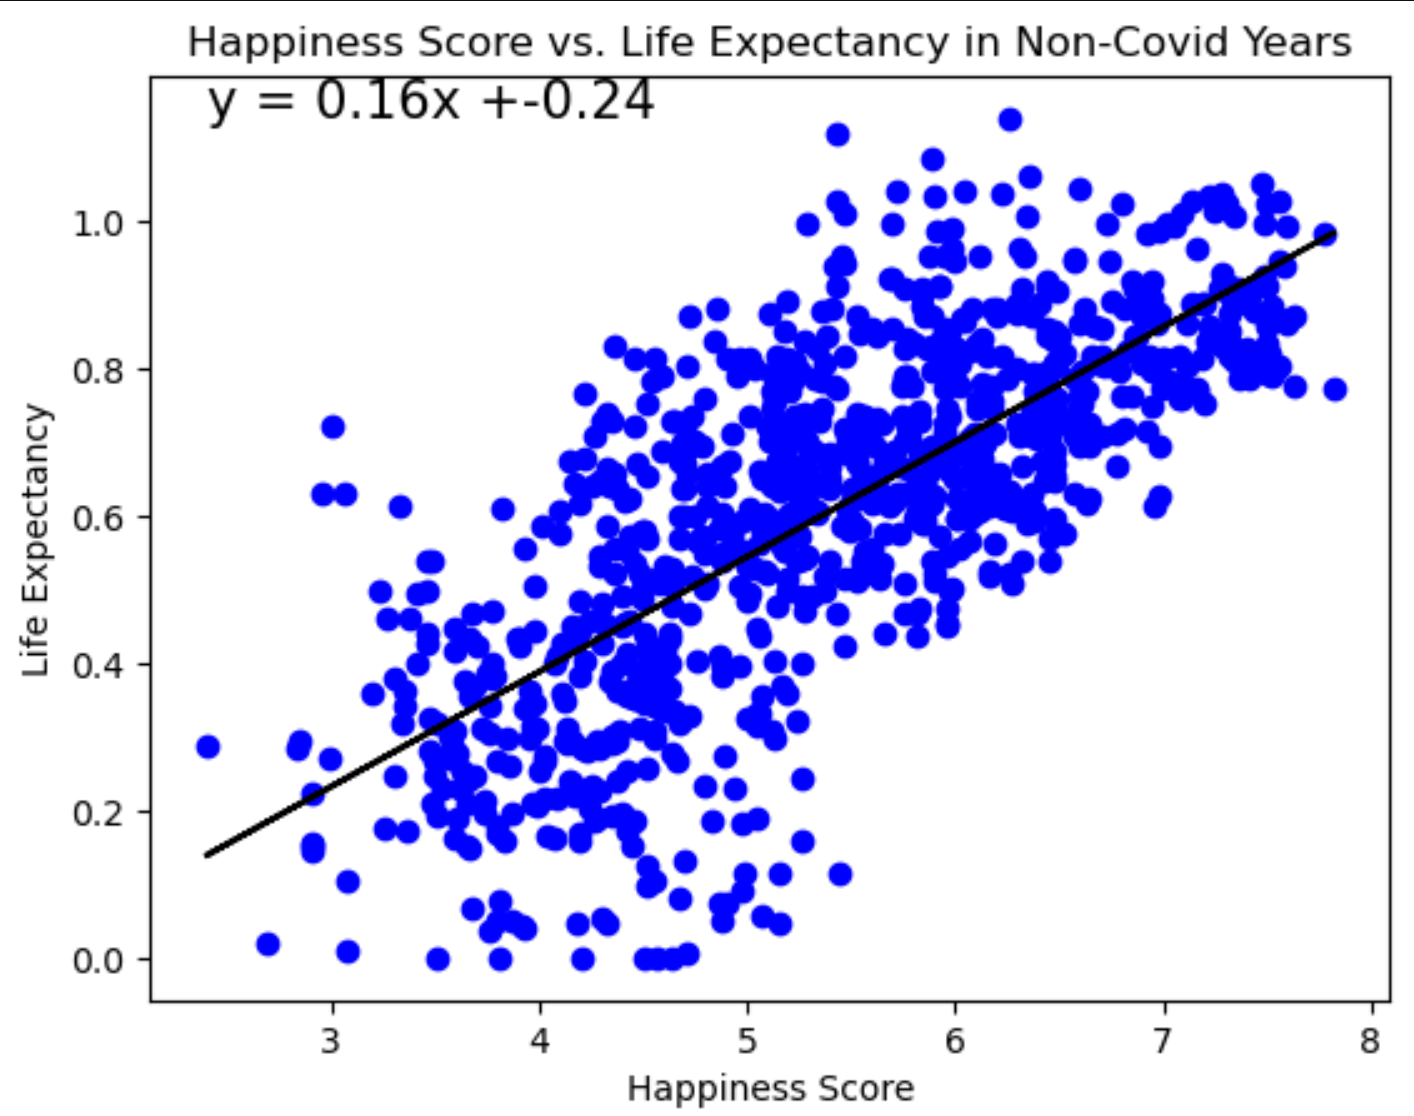 Happiness Score vs. Life Expectancy in Non-Covid Years
y = 0.16x +-0.24
Life Expectancy
1.0
0.8
0.6
0.4
0.2
0.0
3 4 5 6 7 8
Happiness Score